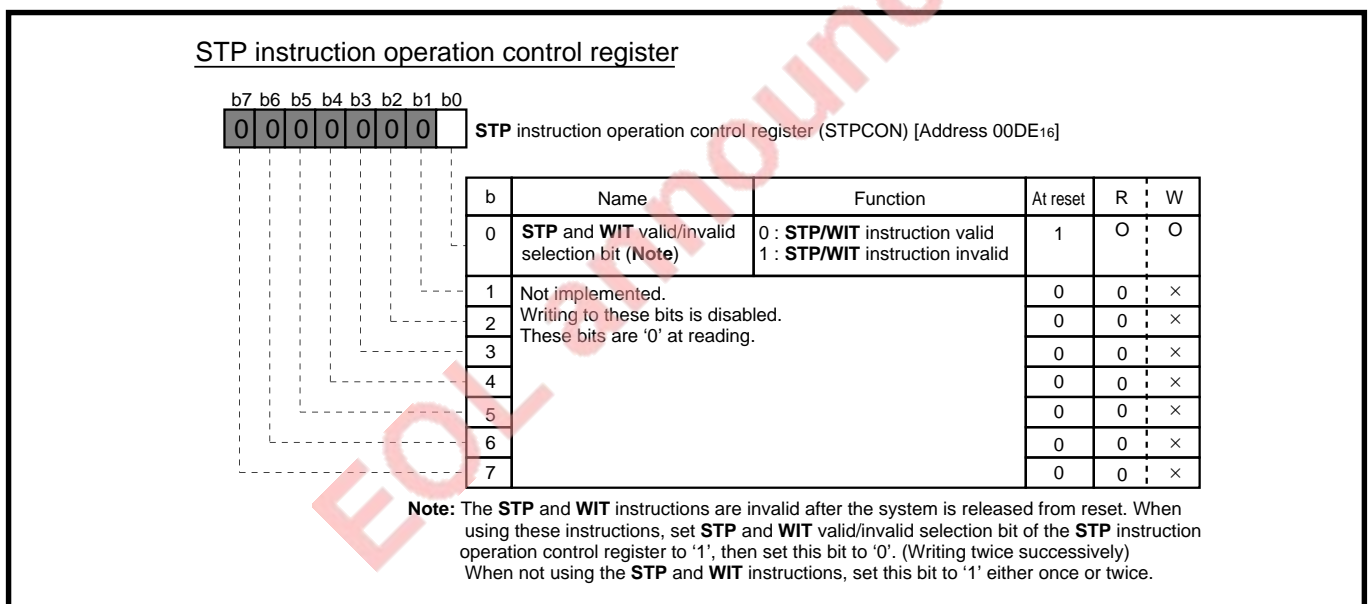 STP instruction operation control register
b7 b6 b5 b4 b3 b2 b1 b0
0 0 0 0 0 0 0
STP instruction operation control register (STPCON) [Address 00DE16]
b Name Function At reset R W
0 STP and WIT valid/invalid selection bit (Note) 0 : STP/WIT instruction valid 1 : STP/WIT instruction invalid 1 O O
1 Not implemented. 0 0 ×
2 Writing to these bits is disabled. 0 0 ×
These bits are ‘0’ at reading.
3 0 0 ×
4 0 0 ×
5 0 0 ×
6 0 0 ×
7 0 0 ×
Note: The STP and WIT instructions are invalid after the system is released from reset. When
using these instructions, set STP and WIT valid/invalid selection bit of the STP instruction
operation control register to ‘1’, then set this bit to ‘0’. (Writing twice successively)
When not using the STP and WIT instructions, set this bit to ‘1’ either once or twice.
EOL